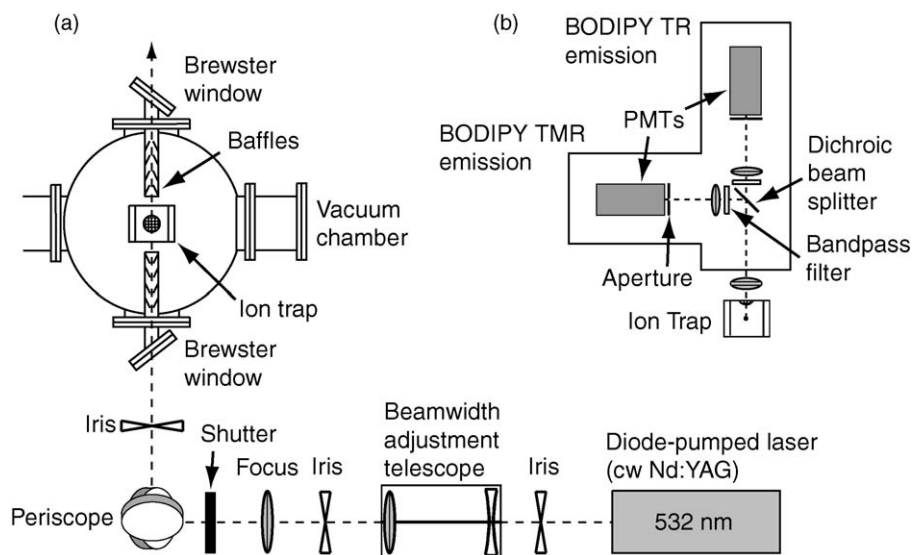 (a)
Brewster
window
Baffles
Vacuum
chamber
Ion trap
Brewster
window
Iris
Shutter
Focus
Iris
Beamwidth
adjustment
telescope
Iris
Diode-pumped laser
(cw Nd:YAG)
532 nm
Periscope
(b)
BODIPY TR
emission
PMTs
BODIPY TMR
emission
Dichroic
beam
splitter
Bandpass
filter
Aperture
Ion Trap